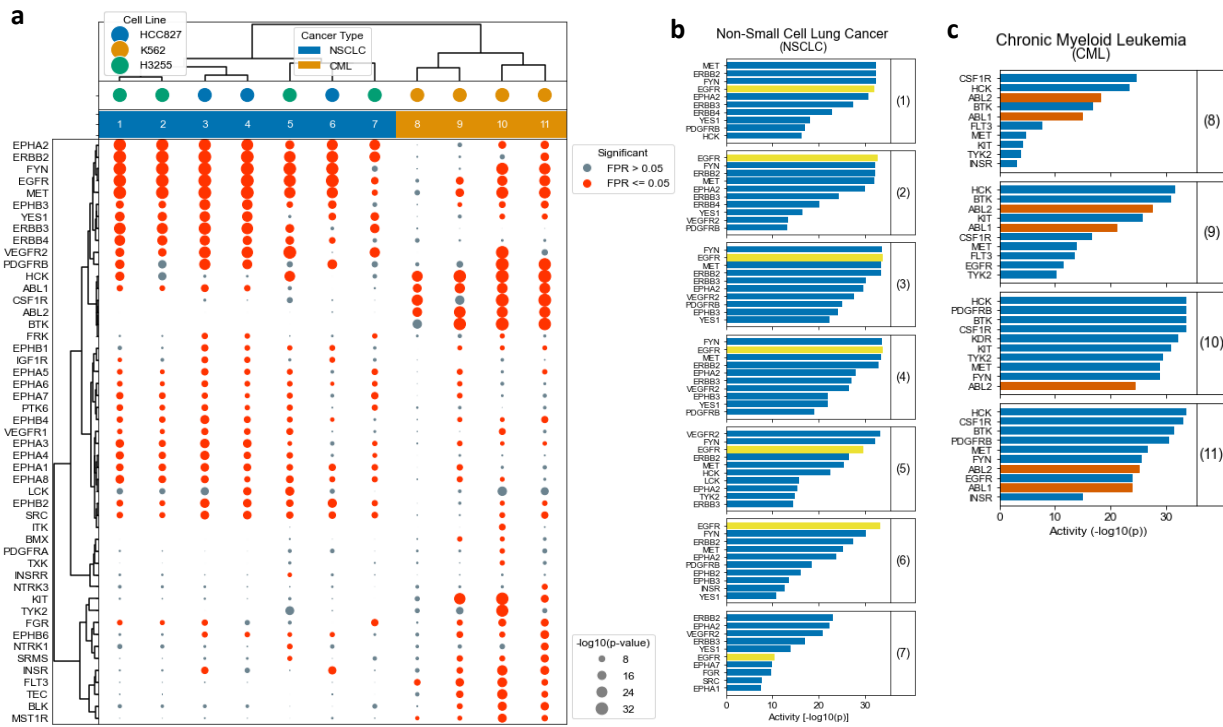 a
Cell Line
HCC827
K562
H3255
Cancer Type
NSCLC
CML
1 2 3 4 5 6 7 8 9 10 11
EPHA2
ERBB2
FYN
EGFR
MET
EPHB3
YES1
ERBB3
ERBB4
VEGFR2
PDGFRB
HCK
ABL1
CSF1R
ABL2
BTK
FRK
EPHB1
IGF1R
EPHA5
EPHA6
EPHA7
PTK6
EPHB4
VEGFR1
EPHA3
EPHA4
EPHA1
EPHA8
LCK
EPHB2
SRC
ITK
BMX
PDGFRA
TXK
INSRR
NTRK3
KIT
TYK2
FGR
EPHB6
NTRK1
SRMS
INSR
FLT3
TEC
BLK
MST1R
Significant
FPR > 0.05
FPR <= 0.05
-log10(p-value)
8
16
24
32
b
Non-Small Cell Lung Cancer
(NSCLC)
MET
ERBB2
FYN
EGFR
EPHA2
ERBB3
ERBB4
YES1
PDGFRB
HCK
(1)
EGFR
FYN
ERBB2
MET
EPHA2
ERBB3
ERBB4
YES1
VEGFR2
PDGFRB
(2)
FYN
EGFR
MET
ERBB2
ERBB3
EPHA2
VEGFR2
PDGFRB
EPHB3
YES1
(3)
FYN
EGFR
MET
ERBB2
EPHA2
ERBB3
VEGFR2
EPHB3
YES1
PDGFRB
(4)
VEGFR2
FYN
EGFR
ERBB2
MET
HCK
LCK
EPHA2
TYK2
ERBB3
(5)
EGFR
FYN
ERBB2
MET
EPHA2
PDGFRB
EPHB2
EPHB3
INSR
YES1
(6)
ERBB2
EPHA2
VEGFR2
ERBB3
YES1
EGFR
EPHA7
FGR
SRC
EPHA1
(7)
0 10 20 30
Activity [-log10(p)]
c
Chronic Myeloid Leukemia
(CML)
CSF1R
HCK
ABL2
BTK
ABL1
FLT3
MET
KIT
TYK2
INSR
(8)
HCK
BTK
ABL2
KIT
ABL1
CSF1R
MET
FLT3
EGFR
TYK2
(9)
HCK
PDGFRB
BTK
CSF1R
KDR
KIT
TYK2
MET
FYN
ABL2
(10)
HCK
CSF1R
BTK
PDGFRB
MET
FYN
ABL2
EGFR
ABL1
INSR
(11)
0 10 20 30
Activity (-log10(p))